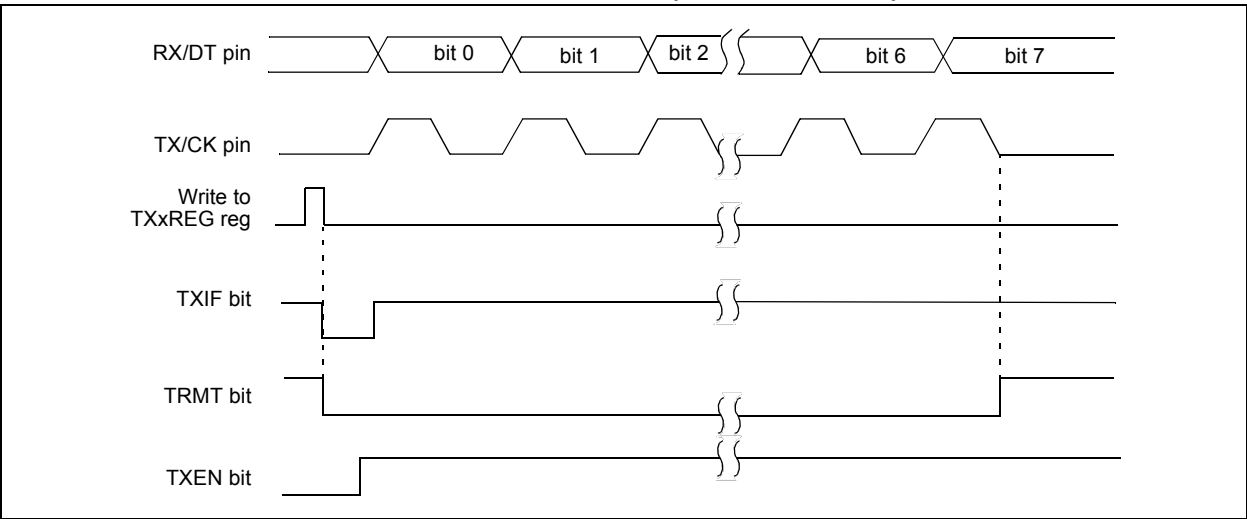 RX/DT pin
bit 0 bit 1 bit 2 bit 6 bit 7
TX/CK pin
Write to
TXxREG reg
TXIF bit
TRMT bit
TXEN bit